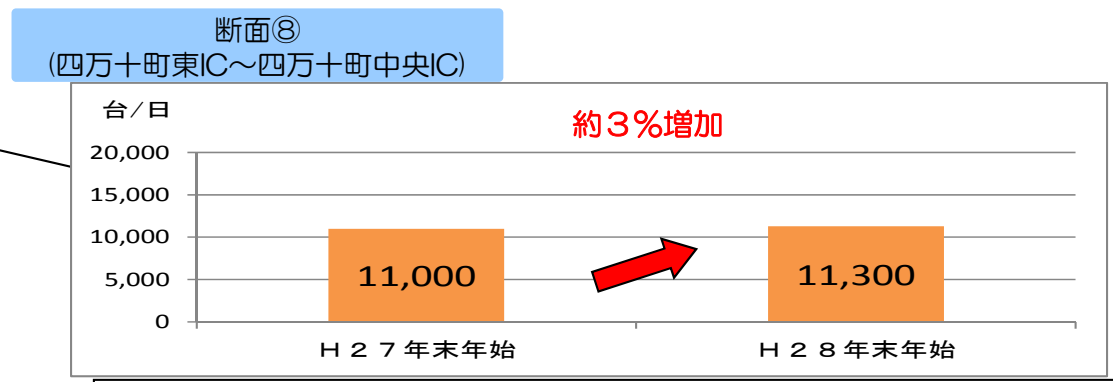 断面⑧
(四万十町東IC～四万十町中央IC)
台/日
約３％増加
20,000
15,000
10,000
5,000
0
11,000
11,300
Ｈ２７年末年始
Ｈ２８年末年始